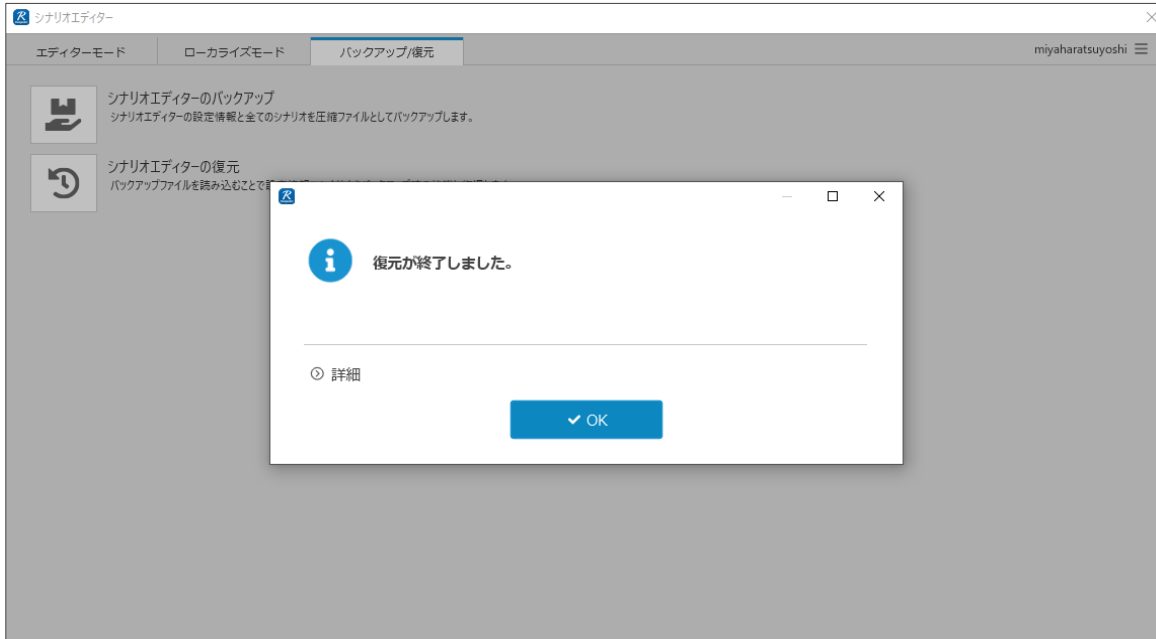 シナリオエディター
エディターモード
ローカライズモード
バックアップ/復元
miyaharatsuyoshi
シナリオエディターのバックアップ
シナリオエディターの設定情報と全てのシナリオを圧縮ファイルとしてバックアップします。
シナリオエディターの復元
バックアップファイルを読み込むことで
復元が終了しました。
詳細
OK